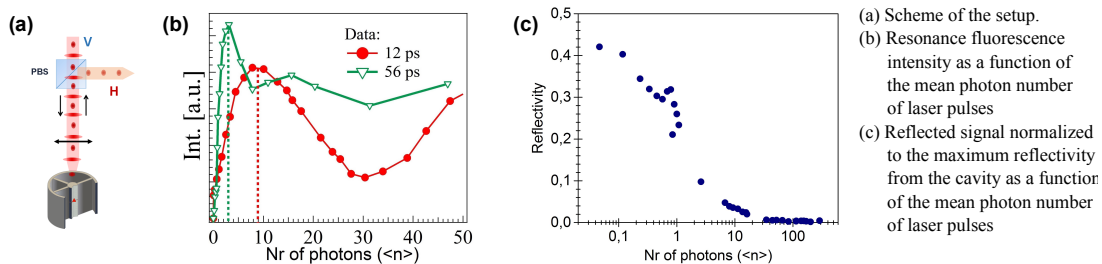 (a)
V
PBS
H
(b)
Int. [a.u.]
Data:
12 ps
56 ps
0 10 20 30 40 50
Nr of photons (<n>)
(c)
Reflectivity
0,5
0,4
0,3
0,2
0,1
0,0
0,1 1 10 100
Nr of photons (<n>)
(a) Scheme of the setup.
(b) Resonance fluorescence
intensity as a function of
the mean photon number
of laser pulses
(c) Reflected signal normalized
to the maximum reflectivity
from the cavity as a function
of the mean photon number
of laser pulses